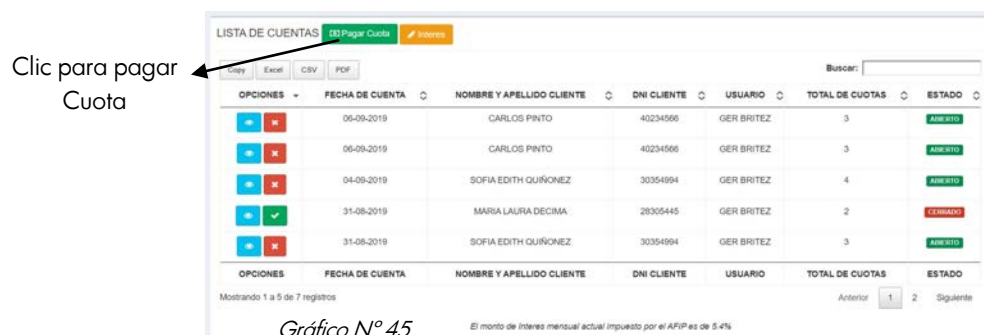 LISTA DE CUENTAS Pagar Cuota Interes
Clic para pagar
Cuota
Copy Excel CSV PDF Buscar:
OPCIONES FECHA DE CUENTA NOMBRE Y APELLIDO CLIENTE DNI CLIENTE USUARIO TOTAL DE CUOTAS ESTADO
06-09-2019 CARLOS PINTO 40234566 GER BRITEZ 3 ABIERTO
06-09-2019 CARLOS PINTO 40234566 GER BRITEZ 3 ABIERTO
04-09-2019 SOFIA EDITH QUIÑONEZ 30354994 GER BRITEZ 4 ABIERTO
31-08-2019 MARIA LAURA DECIMA 28305445 GER BRITEZ 2 CERRADO
31-08-2019 SOFIA EDITH QUIÑONEZ 30354994 GER BRITEZ 3 ABIERTO
OPCIONES FECHA DE CUENTA NOMBRE Y APELLIDO CLIENTE DNI CLIENTE USUARIO TOTAL DE CUOTAS ESTADO
Mostrando 1 a 5 de 7 registros Anterior 1 2 Siguiente
Gráfico Nº 45 El monto de Interes mensual actual impuesto por el AFIP es de 5.4%